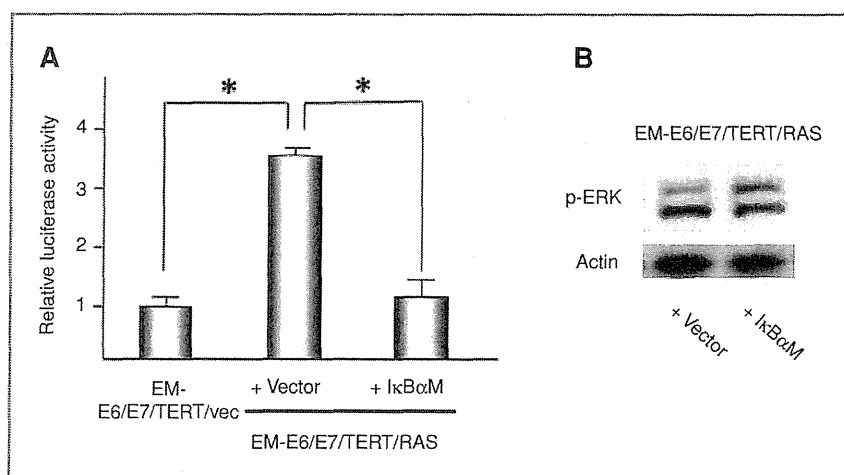 A
Relative luciferase activity
4
3
2
1
*
*
EM-
E6/E7/TERT/vec
+ Vector
+ IκBαM
EM-E6/E7/TERT/RAS
B
EM-E6/E7/TERT/RAS
p-ERK
Actin
+ Vector
+ IκBαM